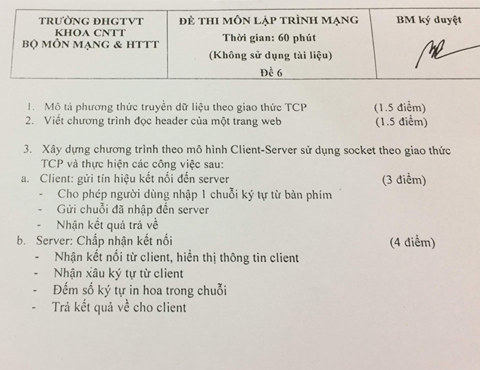 TRƯỜNG ĐHGTVT
KHOA CNTT
BỘ MÔN MẠNG & HTTT
ĐỀ THI MÔN LẬP TRÌNH MẠNG
Thời gian: 60 phút
(Không sử dụng tài liệu)
Đề 6
BM ký duyệt
1. Mô tả phương thức truyền dữ liệu theo giao thức TCP (1.5 điểm)
2. Viết chương trình đọc header của một trang web (1.5 điểm)
3. Xây dựng chương trình theo mô hình Client-Server sử dụng socket theo giao thức
TCP và thực hiện các công việc sau:
a. Client: gửi tín hiệu kết nối đến server (3 điểm)
- Cho phép người dùng nhập 1 chuỗi ký tự từ bàn phím
- Gửi chuỗi đã nhập đến server
- Nhận kết quả trả về
b. Server: Chấp nhận kết nối (4 điểm)
- Nhận kết nối từ client, hiển thị thông tin client
- Nhận xâu ký tự từ client
- Đếm số ký tự in hoa trong chuỗi
- Trả kết quả về cho client